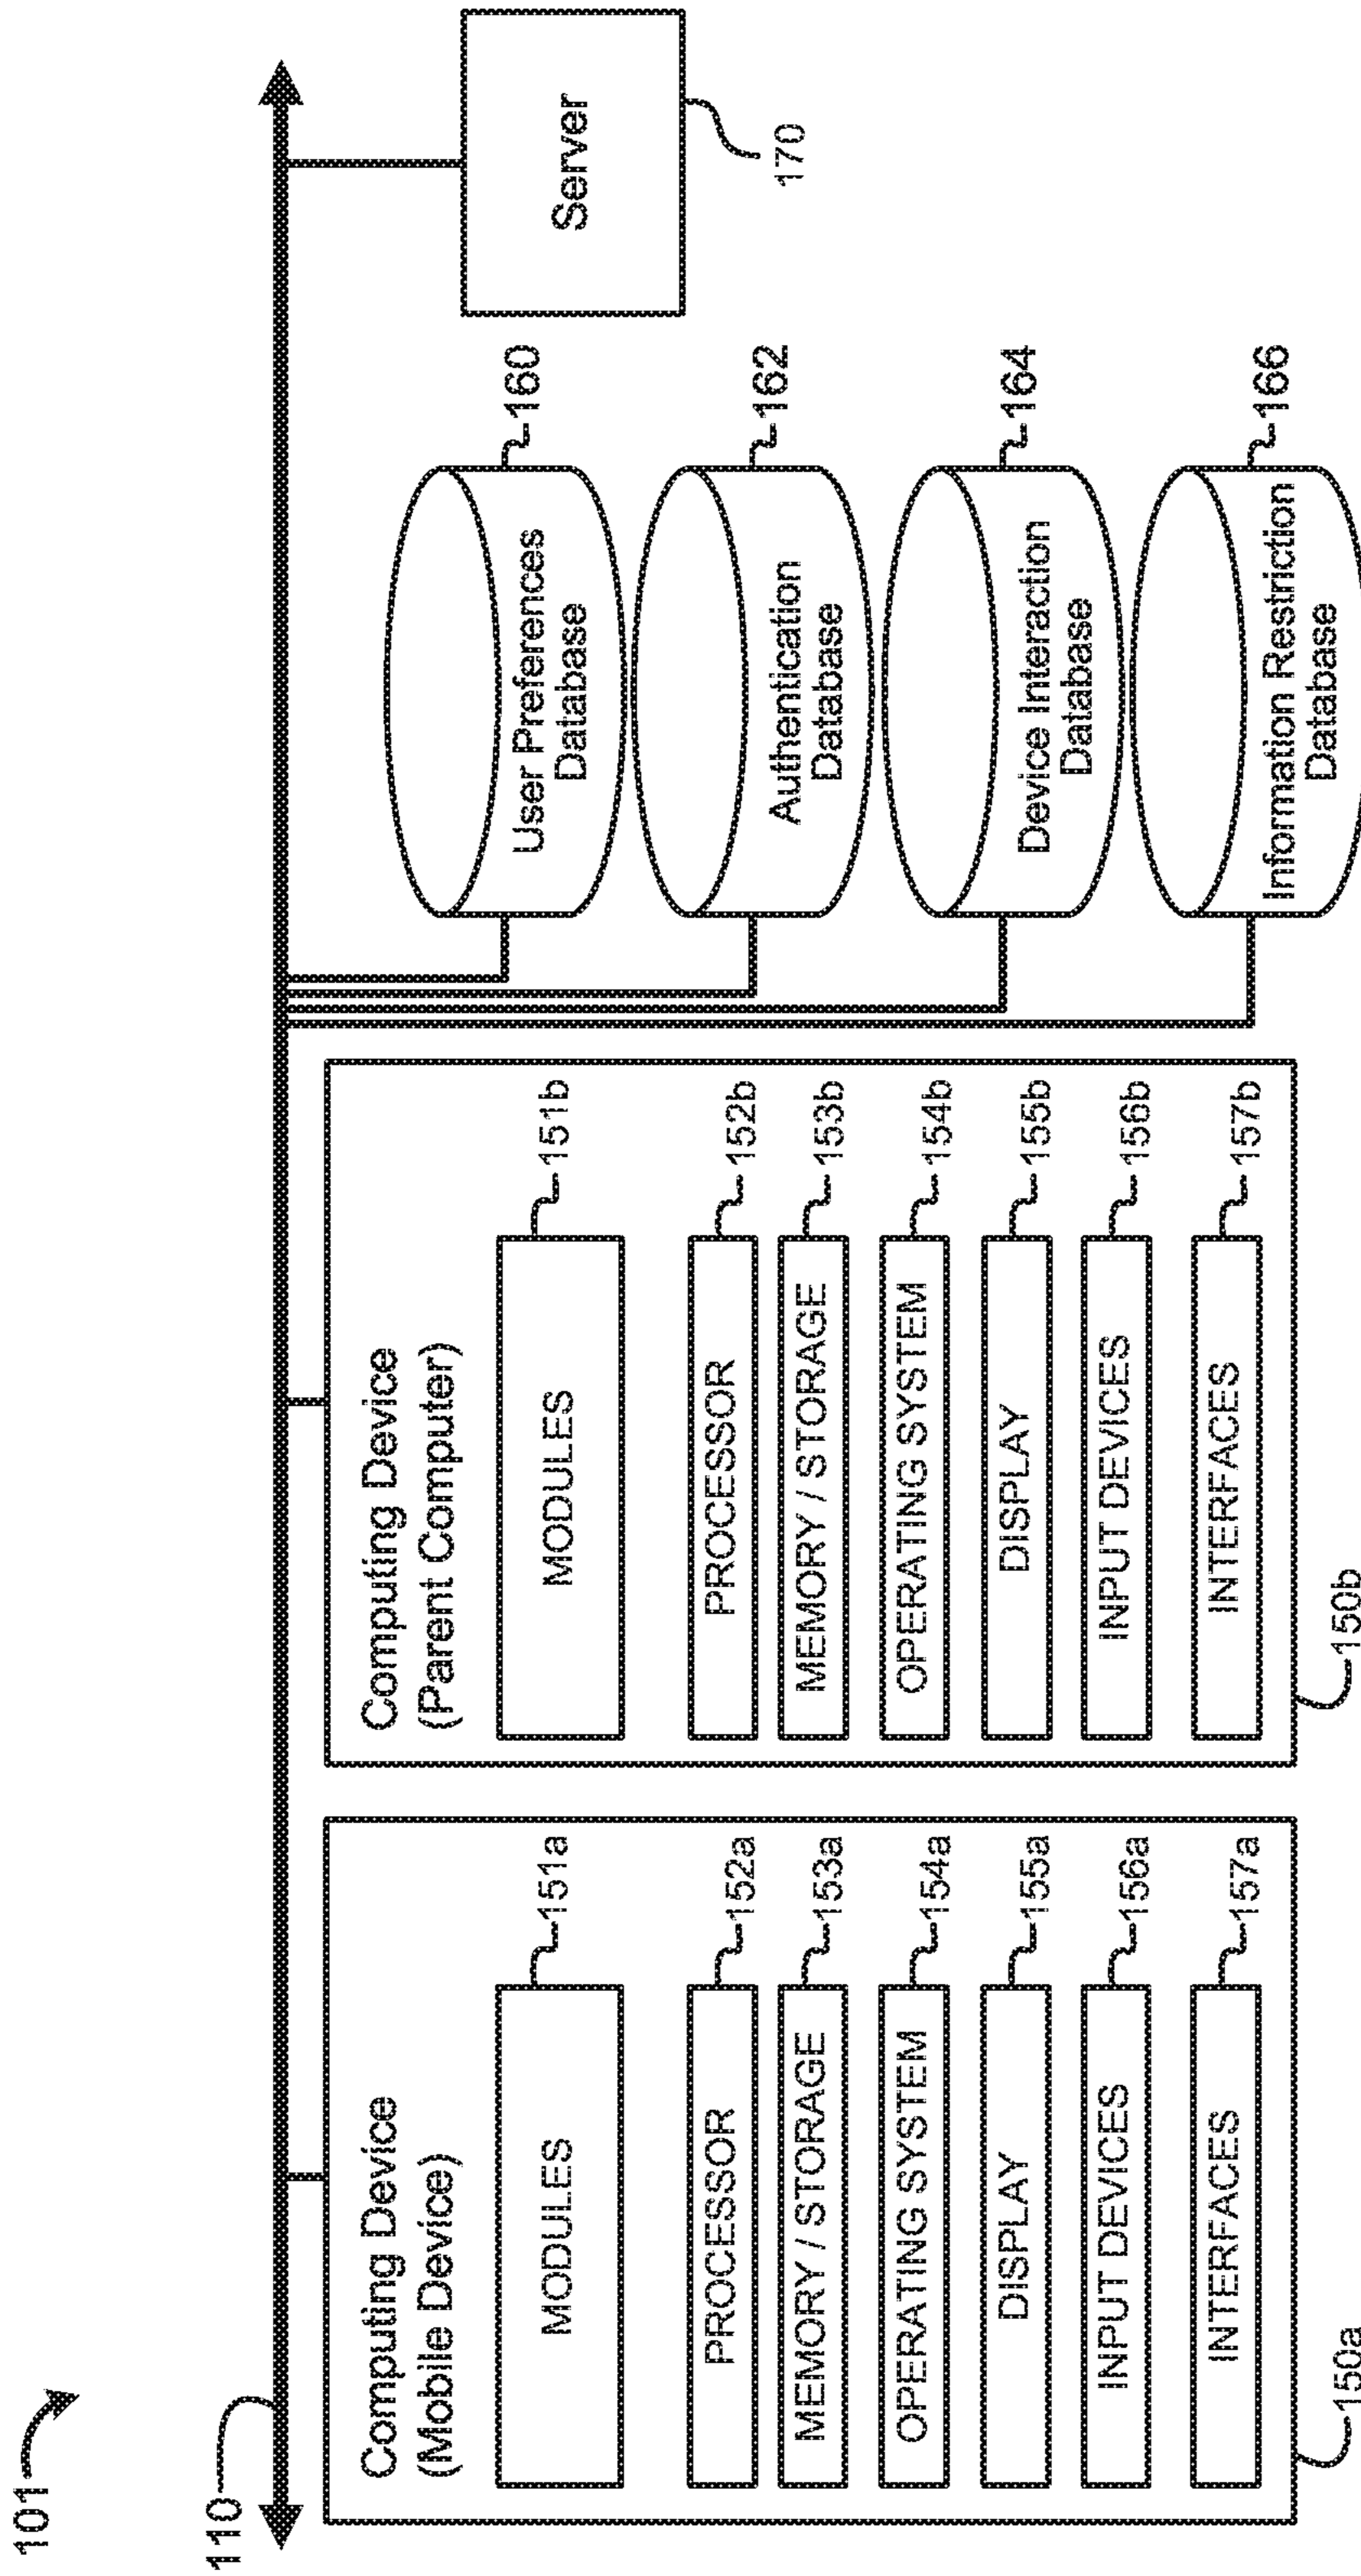 101
110
Computing Device
(Mobile Device)
MODULES
151a
PROCESSOR
152a
MEMORY / STORAGE
153a
OPERATING SYSTEM
154a
DISPLAY
155a
INPUT DEVICES
156a
INTERFACES
157a
150a
Computing Device
(Parent Computer)
MODULES
151b
PROCESSOR
152b
MEMORY / STORAGE
153b
OPERATING SYSTEM
154b
DISPLAY
155b
INPUT DEVICES
156b
INTERFACES
157b
150b
User Preferences
Database
160
Authentication
Database
162
Device Interaction
Database
164
Information Restriction
Database
166
Server
170